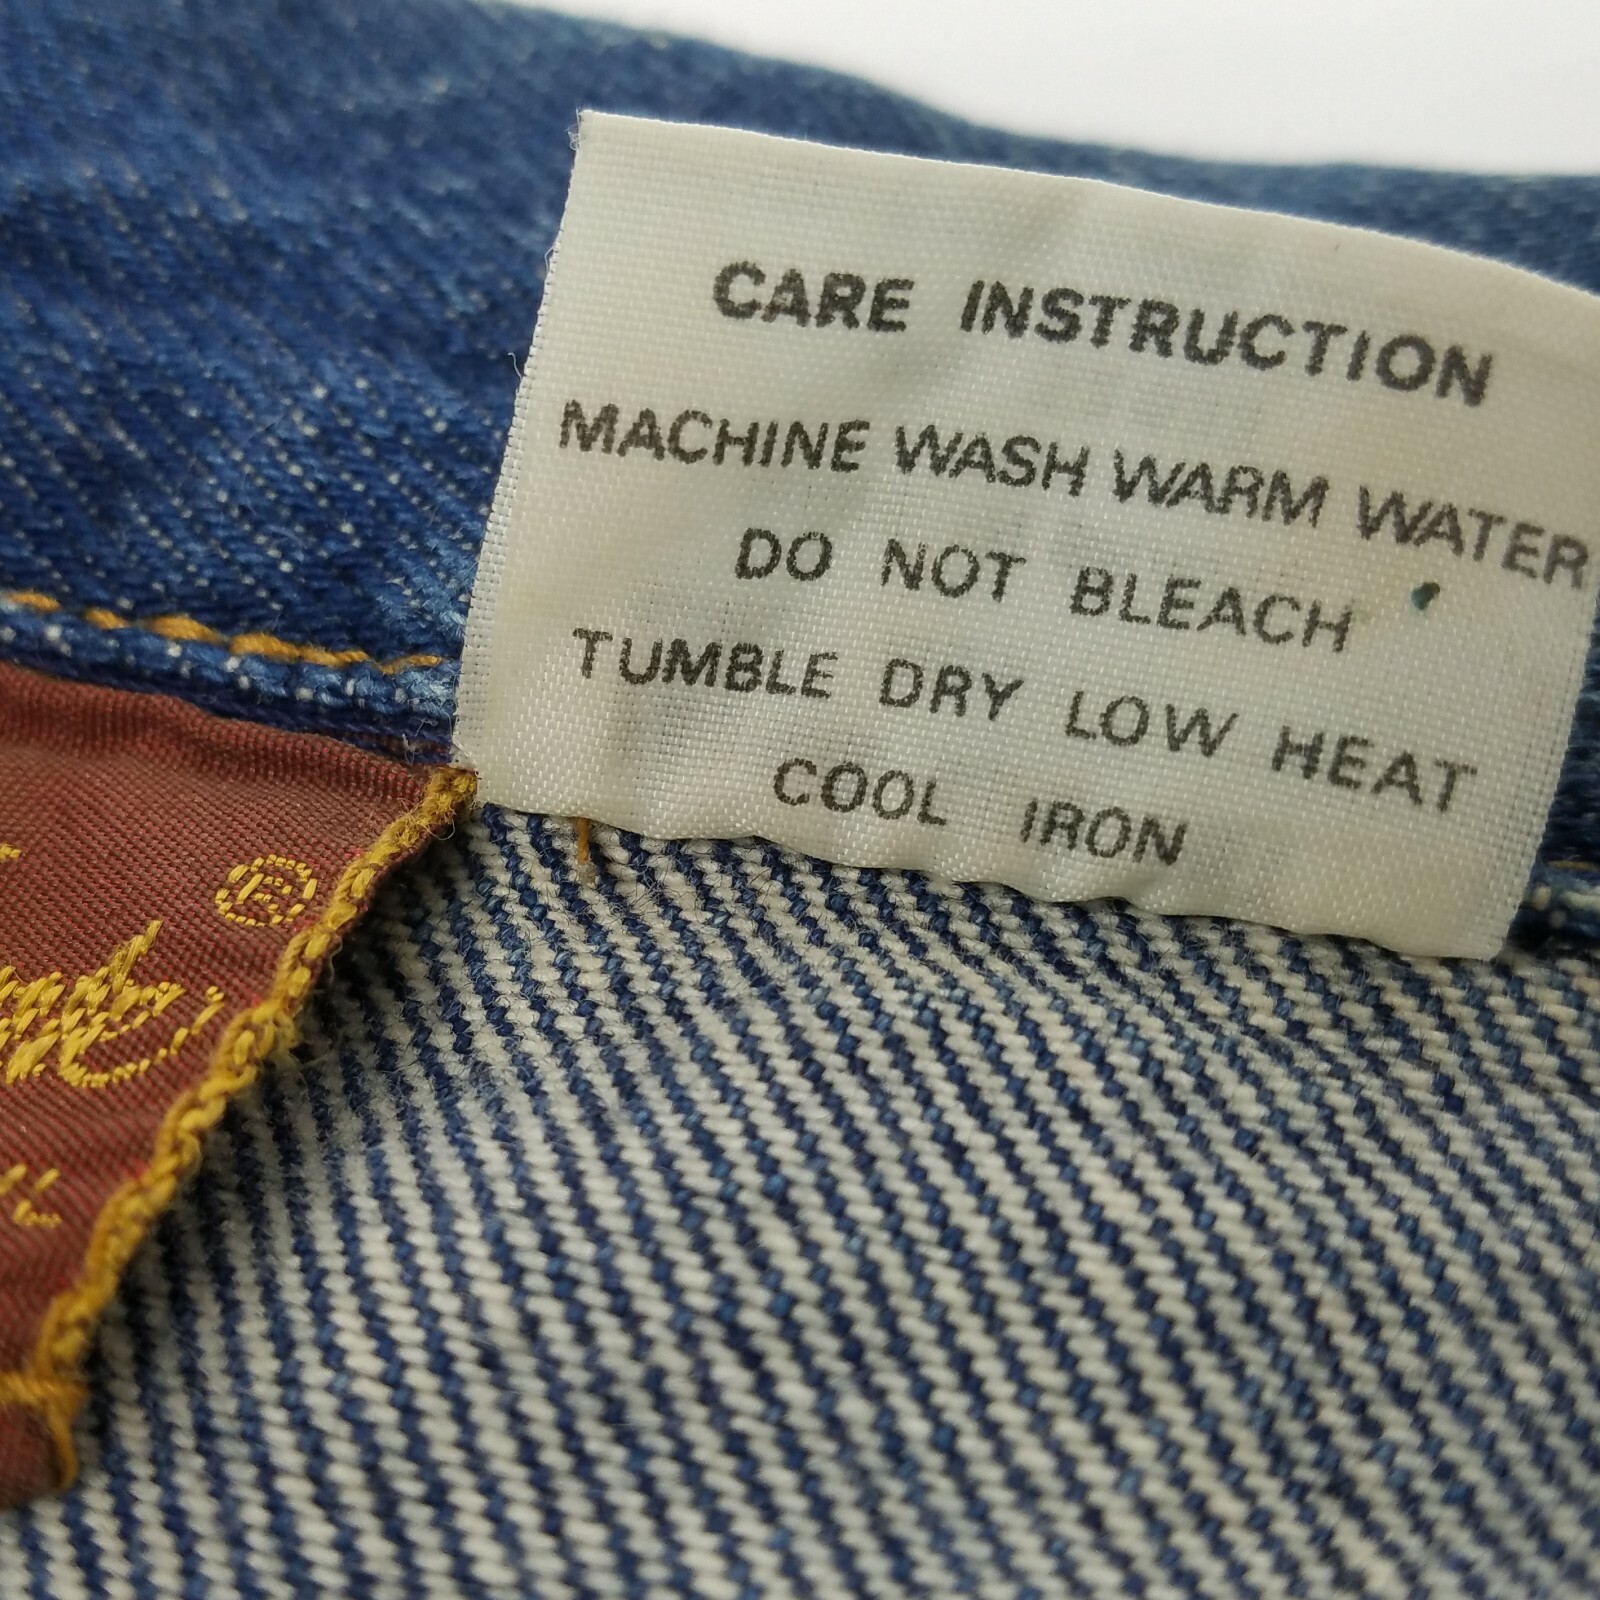 CARE INSTRUCTION
MACHINE WASH WARM WATER
DO NOT BLEACH
TUMBLE DRY LOW HEAT
COOL IRON
®